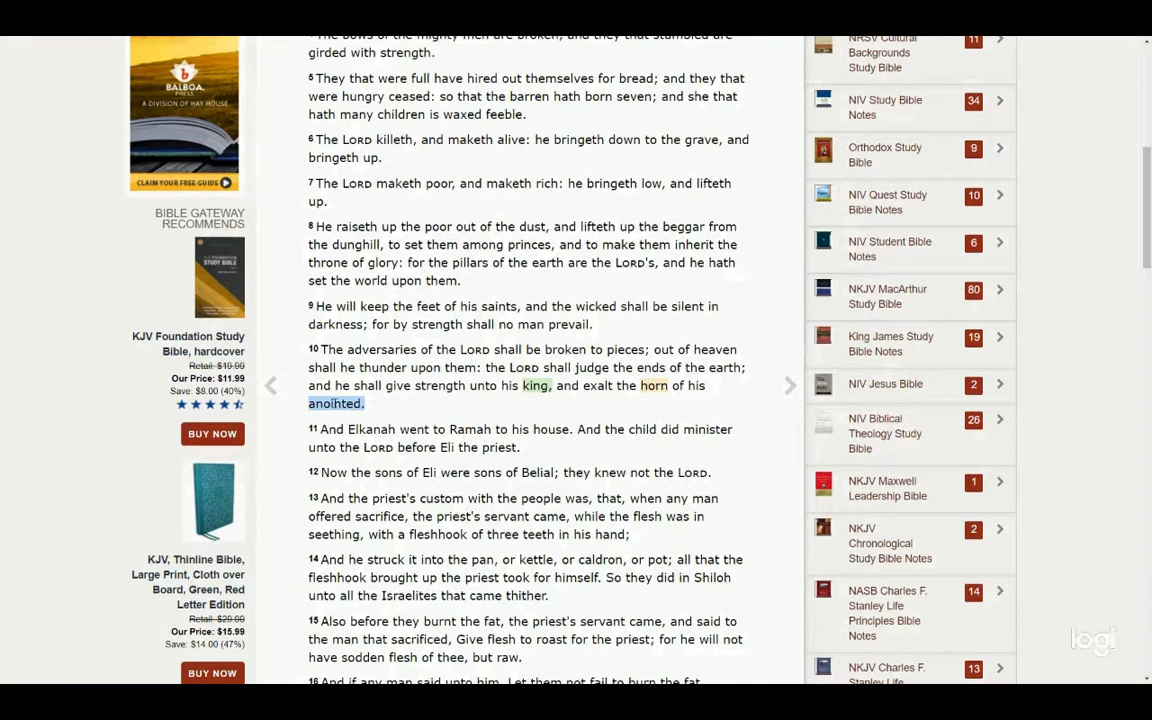 BALBOA
PRESS
A DIVISION OF HAY HOUSE
CLAIM YOUR FREE GUIDE
BIBLE GATEWAY
RECOMMENDS
KJV Foundation Study
Bible, hardcover
Retail: $19.99
Our Price: $11.99
Save: $8.00 (40%)
BUY NOW
KJV, Thinline Bible,
Large Print, Cloth over
Board, Green, Red
Letter Edition
Retail: $29.99
Our Price: $15.99
Save: $14.00 (47%)
BUY NOW
girded with strength.
5 They that were full have hired out themselves for bread; and they that
were hungry ceased: so that the barren hath born seven; and she that
hath many children is waxed feeble.
6 The LORD killeth, and maketh alive: he bringeth down to the grave, and
bringeth up.
7 The LORD maketh poor, and maketh rich: he bringeth low, and lifteth
up.
8 He raiseth up the poor out of the dust, and lifteth up the beggar from
the dunghill, to set them among princes, and to make them inherit the
throne of glory: for the pillars of the earth are the LORD's, and he hath
set the world upon them.
9 He will keep the feet of his saints, and the wicked shall be silent in
darkness; for by strength shall no man prevail.
10 The adversaries of the LORD shall be broken to pieces; out of heaven
shall he thunder upon them: the LORD shall judge the ends of the earth;
and he shall give strength unto his king, and exalt the horn of his
anointed.
11 And Elkanah went to Ramah to his house. And the child did minister
unto the LORD before Eli the priest.
12 Now the sons of Eli were sons of Belial; they knew not the LORD.
13 And the priest's custom with the people was, that, when any man
offered sacrifice, the priest's servant came, while the flesh was in
seething, with a fleshhook of three teeth in his hand;
14 And he struck it into the pan, or kettle, or caldron, or pot; all that the
fleshhook brought up the priest took for himself. So they did in Shiloh
unto all the Israelites that came thither.
15 Also before they burnt the fat, the priest's servant came, and said to
the man that sacrificed, Give flesh to roast for the priest; for he will not
have sodden flesh of thee, but raw.
16 And if any man said unto him, Let them not fail to burn the fat
NRSV Cultural
Backgrounds
Study Bible
11
NIV Study Bible
Notes
34
Orthodox Study
Bible
9
NIV Quest Study
Bible Notes
10
NIV Student Bible
Notes
6
NKJV MacArthur
Study Bible
80
King James Study
Bible Notes
19
NIV Jesus Bible
2
NIV Biblical
Theology Study
Bible
26
NKJV Maxwell
Leadership Bible
1
NKJV
Chronological
Study Bible Notes
2
NASB Charles F.
Stanley Life
Principles Bible
Notes
14
NKJV Charles F.
Stanley Life
13
logi